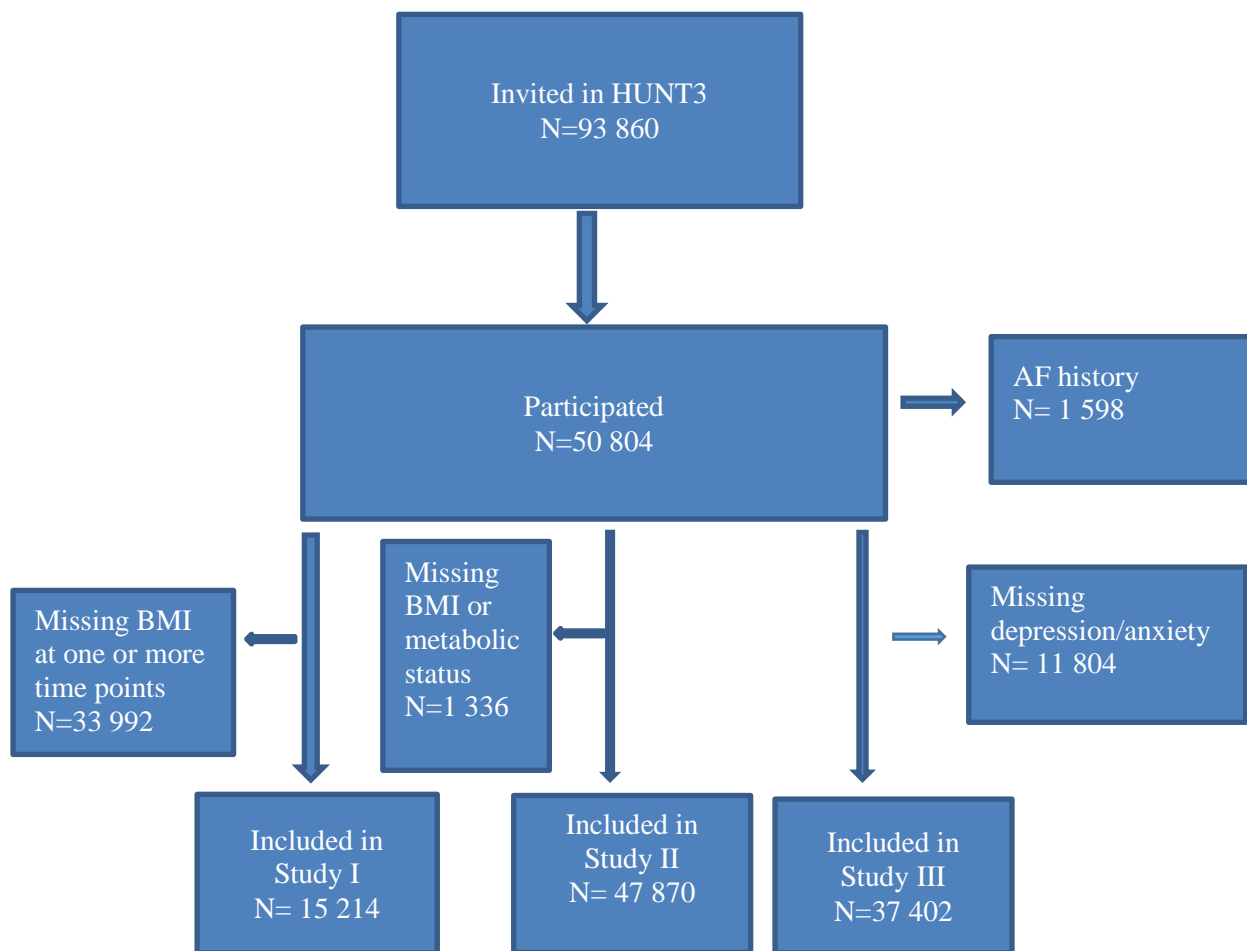 Invited in HUNT3
N=93 860
Participated
N=50 804
AF history
N= 1 598
Missing BMI
at one or more
time points
N=33 992
Missing
BMI or
metabolic
status
N=1 336
Missing
depression/anxiety
N= 11 804
Included in
Study I
N= 15 214
Included in
Study II
N= 47 870
Included in
Study III
N=37 402